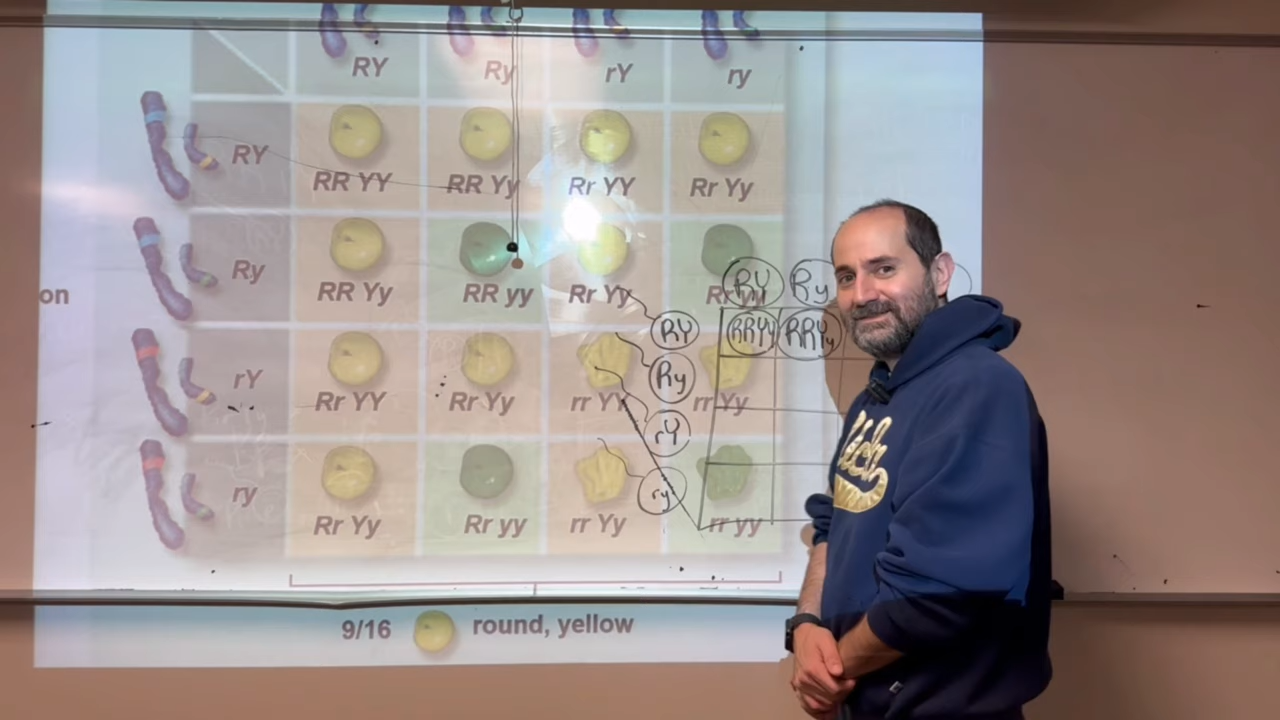 RY Ry rY ry
RY RR YY RR Yy Rr YY Rr Yy
Ry RR Yy RR yy Rr Yy
on
RY Ry
RY RRYy RRYy
Ry
rY Rr YY Rr Yy rr YY rr Yy
rY
ry Rr Yy Rr yy rr Yy rr yy
ry
9/16 round, yellow